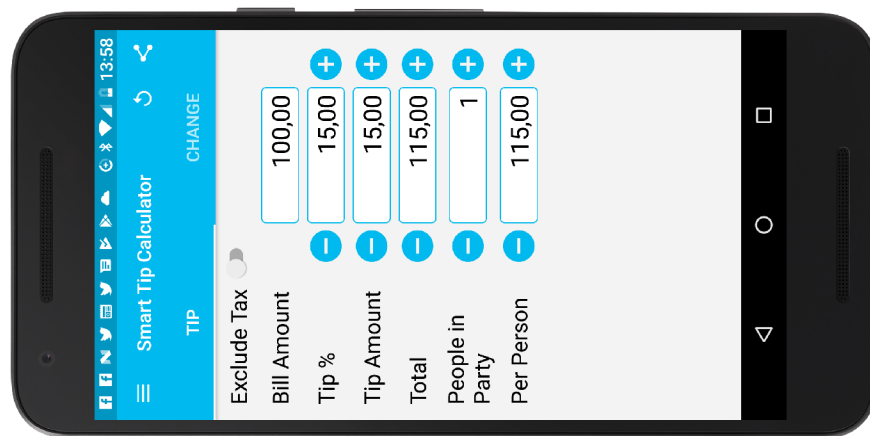 13:58
Smart Tip Calculator
TIP CHANGE
Exclude Tax
Bill Amount 100,00
Tip % 15,00
Tip Amount 15,00
Total 115,00
People in
Party 1
Per Person 115,00